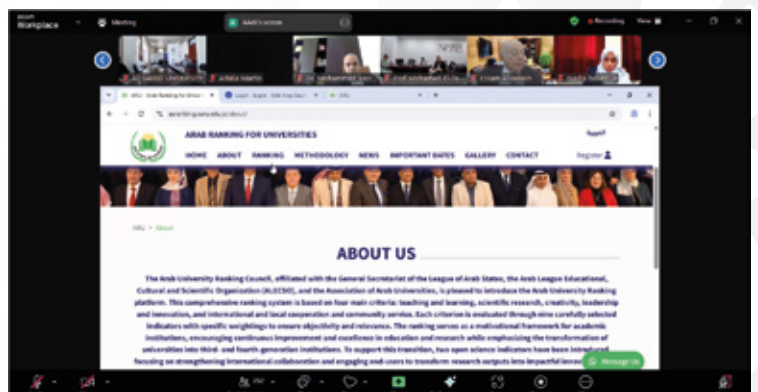 Workplace
Meeting
AArU's screen
Recording
View
ARAB RANKING FOR UNIVERSITIES
العربية
HOME ABOUT RANKING METHODOLOGY NEWS IMPORTANT DATES GALLERY CONTACT
Register
ARU > About
ABOUT US
The Arab University Ranking Council, affiliated with the General Secretariat of the League of Arab States, the Arab League Educational,
Cultural and Scientific Organization (ALECSO), and the Association of Arab Universities, is pleased to introduce the Arab University Ranking
platform. This comprehensive ranking system is based on four main criteria: teaching and learning, scientific research, creativity, leadership
and innovation, and international and local cooperation and community service. Each criterion is evaluated through nine carefully selected
indicators with specific weightings to ensure objectivity and relevance. The ranking serves as a motivational framework for academic
institutions, encouraging continuous improvement and excellence in education and research while emphasizing the transformation of
universities into third- and fourth-generation institutions. To support this transition, two open science indicators have been introduced
focusing on strengthening international collaboration and engaging end-users to transform research outputs into impactful
Message Us